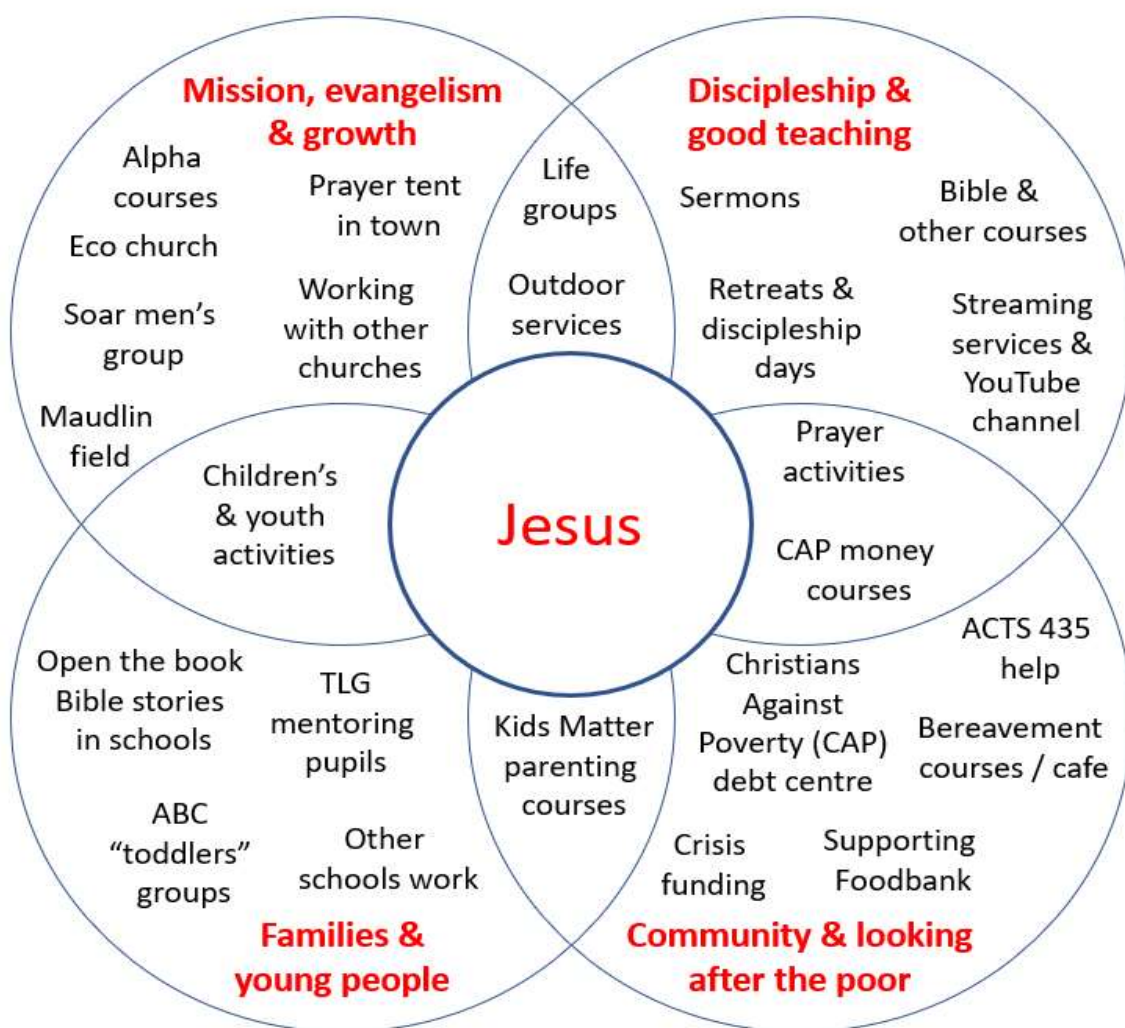 Mission, evangelism
& growth
Alpha
courses
Prayer tent
in town
Eco church
Soar men’s
group
Working
with other
churches
Maudlin
field
Life
groups
Outdoor
services
Discipleship &
good teaching
Sermons
Bible &
other courses
Retreats &
discipleship
days
Streaming
services &
YouTube
channel
Children’s
& youth
activities
Jesus
Prayer
activities
CAP money
courses
Open the book
Bible stories
in schools
TLG
mentoring
pupils
ABC
“toddlers”
groups
Other
schools work
Families &
young people
Kids Matter
parenting
courses
Christians
Against
Poverty (CAP)
debt centre
ACTS 435
help
Bereavement
courses / cafe
Crisis
funding
Supporting
Foodbank
Community & looking
after the poor